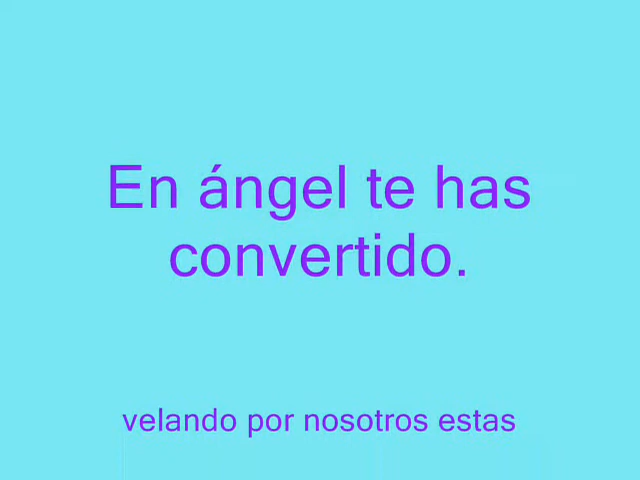 En ángel te has
convertido.
velando por nosotros estas